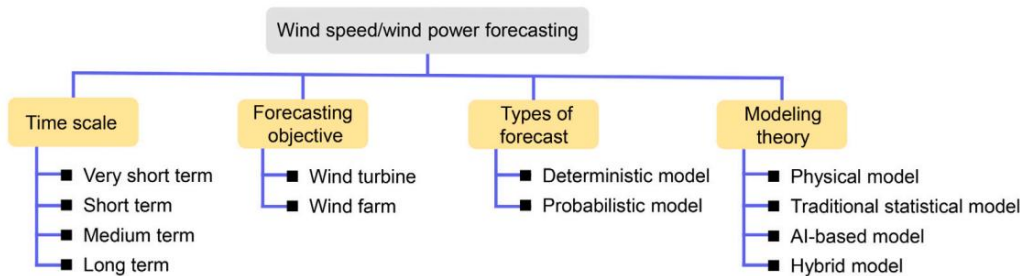 Wind speed/wind power forecasting
Time scale
Very short term
Short term
Medium term
Long term
Forecasting
objective
Wind turbine
Wind farm
Types of
forecast
Deterministic model
Probabilistic model
Modeling
theory
Physical model
Traditional statistical model
AI-based model
Hybrid model